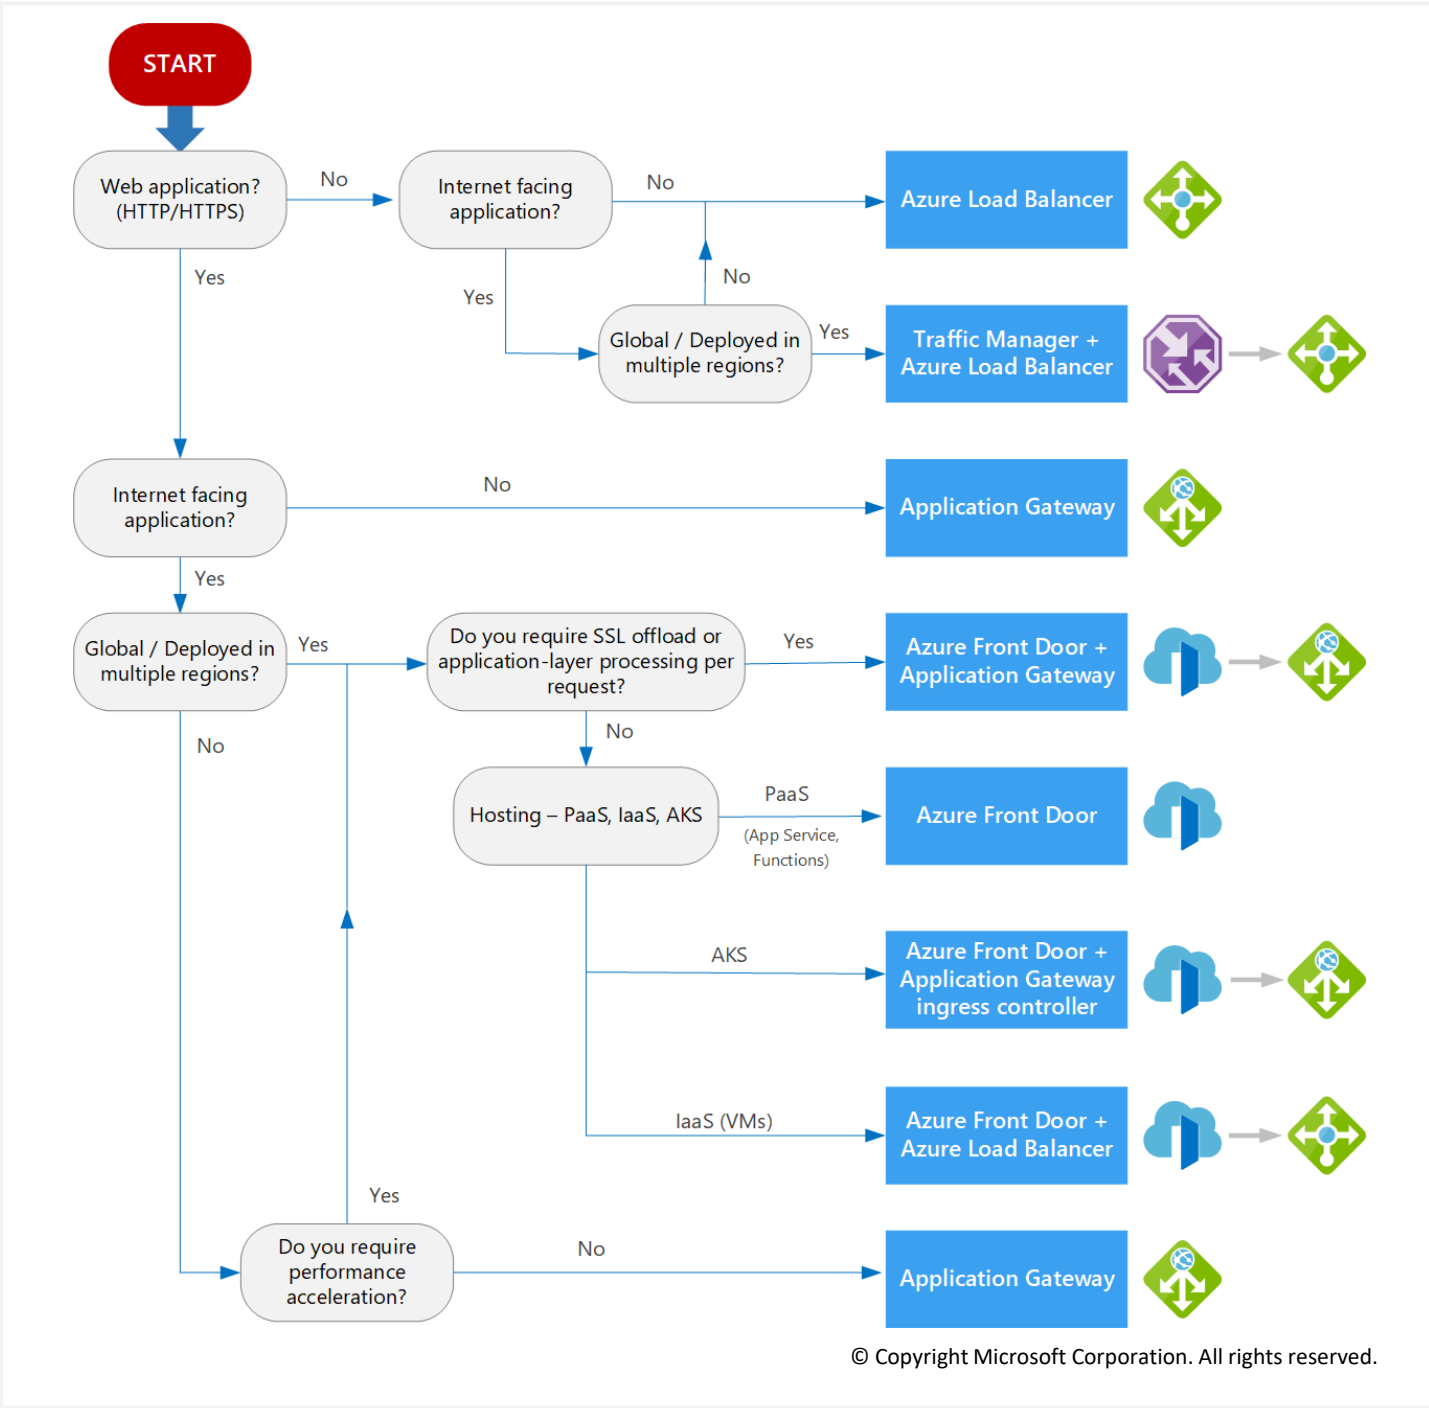 START
Web application?
(HTTP/HTTPS)
No
Internet facing
application?
No
Azure Load Balancer
Yes
Yes
No
Global / Deployed in
multiple regions?
Yes
Traffic Manager +
Azure Load Balancer
Internet facing
application?
No
Application Gateway
Yes
Global / Deployed in
multiple regions?
Yes
Do you require SSL offload or
application-layer processing per
request?
Yes
Azure Front Door +
Application Gateway
No
No
Hosting – PaaS, IaaS, AKS
PaaS
(App Service,
Functions)
Azure Front Door
AKS
Azure Front Door +
Application Gateway
ingress controller
IaaS (VMs)
Azure Front Door +
Azure Load Balancer
Yes
Do you require
performance
acceleration?
No
Application Gateway
© Copyright Microsoft Corporation. All rights reserved.